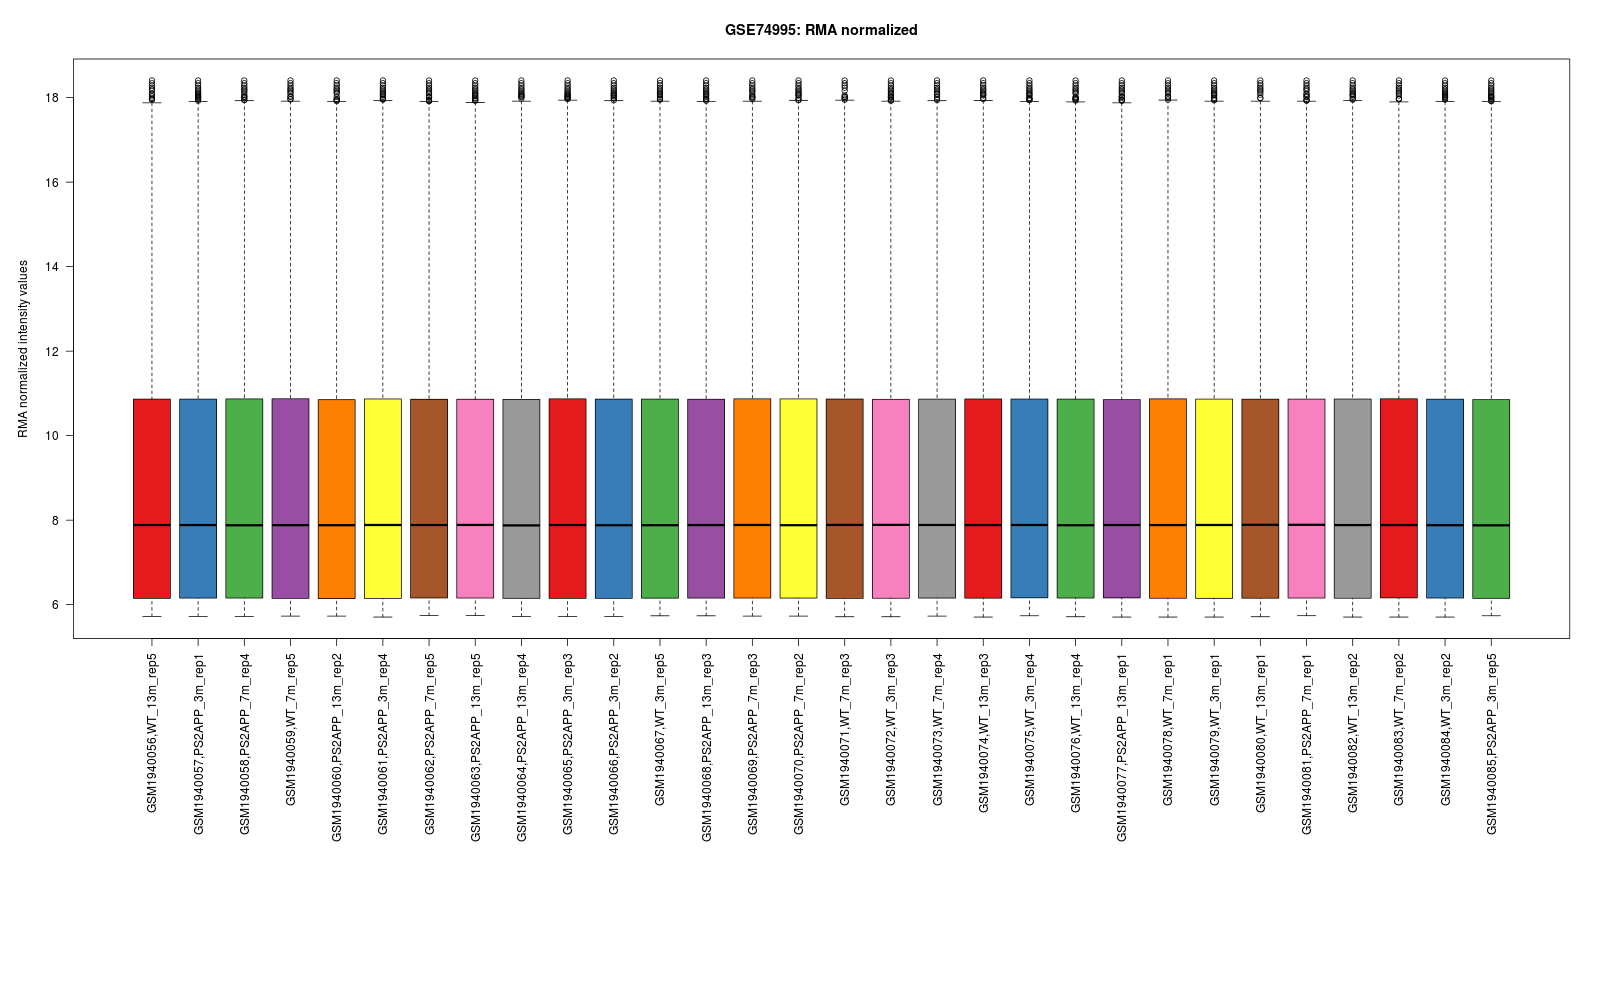 GSE74995: RMA normalized
RMA normalized intensity values
18
16
14
12
10
8
6
GSM1940056,WT_13m_rep5
GSM1940057,PS2APP_3m_rep1
GSM1940058,PS2APP_7m_rep4
GSM1940059,WT_7m_rep5
GSM1940060,PS2APP_13m_rep2
GSM1940061,PS2APP_3m_rep4
GSM1940062,PS2APP_7m_rep5
GSM1940063,PS2APP_13m_rep5
GSM1940064,PS2APP_13m_rep4
GSM1940065,PS2APP_3m_rep3
GSM1940066,PS2APP_3m_rep2
GSM1940067,WT_3m_rep5
GSM1940068,PS2APP_13m_rep3
GSM1940069,PS2APP_7m_rep3
GSM1940070,PS2APP_7m_rep2
GSM1940071,WT_7m_rep3
GSM1940072,WT_3m_rep3
GSM1940073,WT_7m_rep4
GSM1940074,WT_13m_rep3
GSM1940075,WT_3m_rep4
GSM1940076,WT_13m_rep4
GSM1940077,PS2APP_13m_rep1
GSM1940078,WT_7m_rep1
GSM1940079,WT_3m_rep1
GSM1940080,WT_13m_rep1
GSM1940081,PS2APP_7m_rep1
GSM1940082,WT_13m_rep2
GSM1940083,WT_7m_rep2
GSM1940084,WT_3m_rep2
GSM1940085,PS2APP_3m_rep5